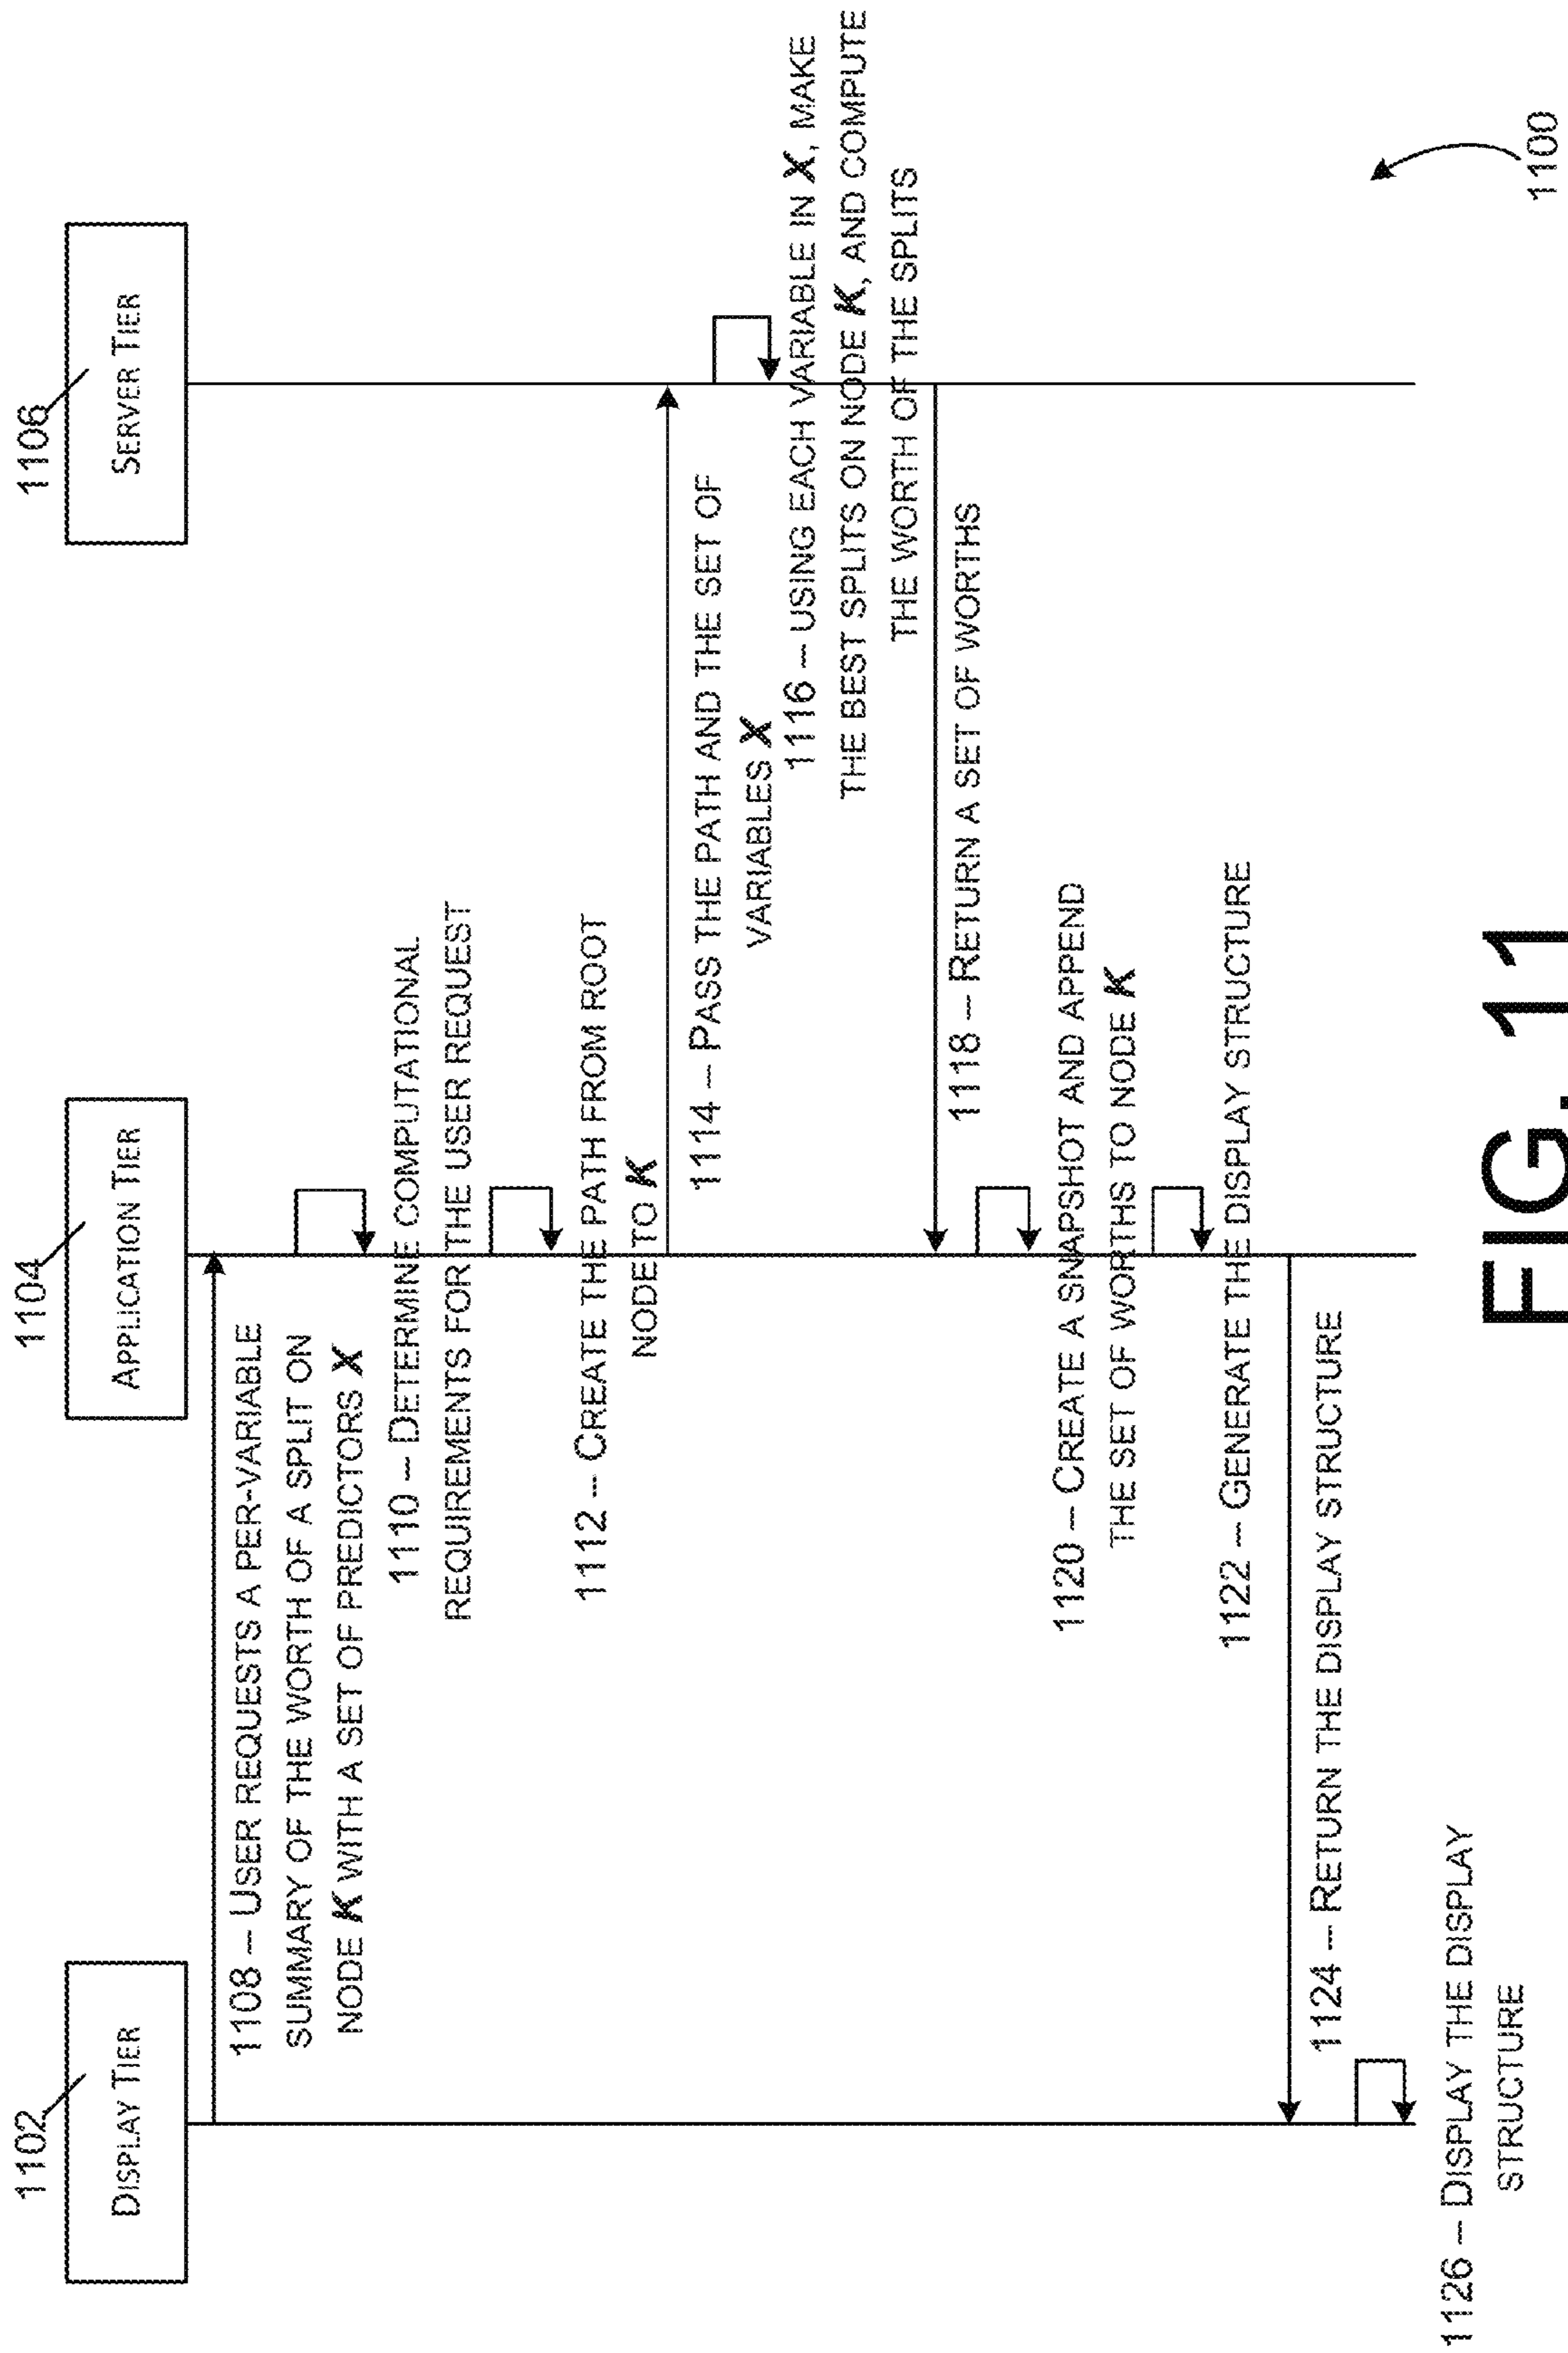 1102
DISPLAY TIER
1104
APPLICATION TIER
1106
SERVER TIER
1108 – USER REQUESTS A PER-VARIABLE
SUMMARY OF THE WORTH OF A SPLIT ON
NODE K WITH A SET OF PREDICTORS X
1110 – DETERMINE COMPUTATIONAL
REQUIREMENTS FOR THE USER REQUEST
1112 – CREATE THE PATH FROM ROOT
NODE TO K
1114 – PASS THE PATH AND THE SET OF
VARIABLES X
1116 – USING EACH VARIABLE IN X, MAKE
THE BEST SPLITS ON NODE K, AND COMPUTE
THE WORTH OF THE SPLITS
1118 – RETURN A SET OF WORTHS
1120 – CREATE A SNAPSHOT AND APPEND
THE SET OF WORTHS TO NODE K
1122 – GENERATE THE DISPLAY STRUCTURE
1124 – RETURN THE DISPLAY STRUCTURE
1126 – DISPLAY THE DISPLAY
STRUCTURE
1100
FIG. 11